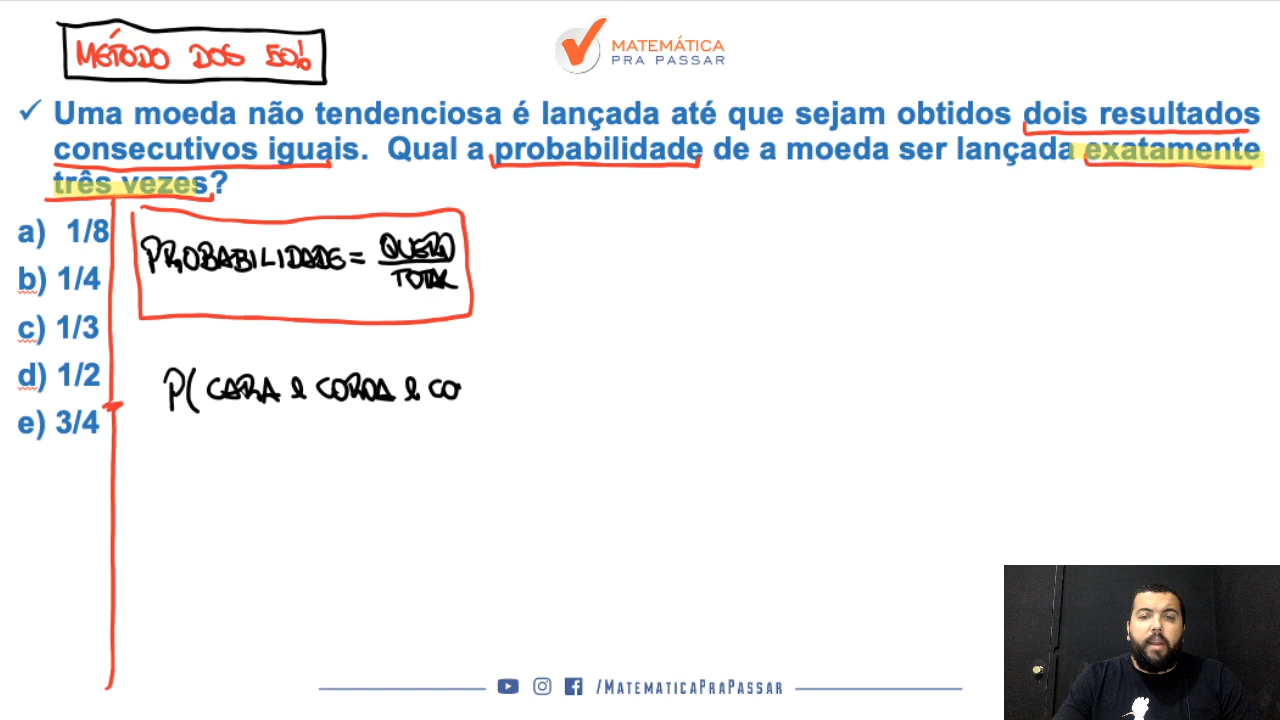 MÉTODO DOS 50!
MATEMÁTICA
PRA PASSAR
✓ Uma moeda não tendenciosa é lançada até que sejam obtidos dois resultados
consecutivos iguais. Qual a probabilidade de a moeda ser lançada exatamente
três vezes?
a) 1/8
b) 1/4
c) 1/3
d) 1/2
e) 3/4
PROBABILIDADE = QUERO
TOTAL
P( CARA e COROA e CO
/MATEMATICAPRAPASSAR